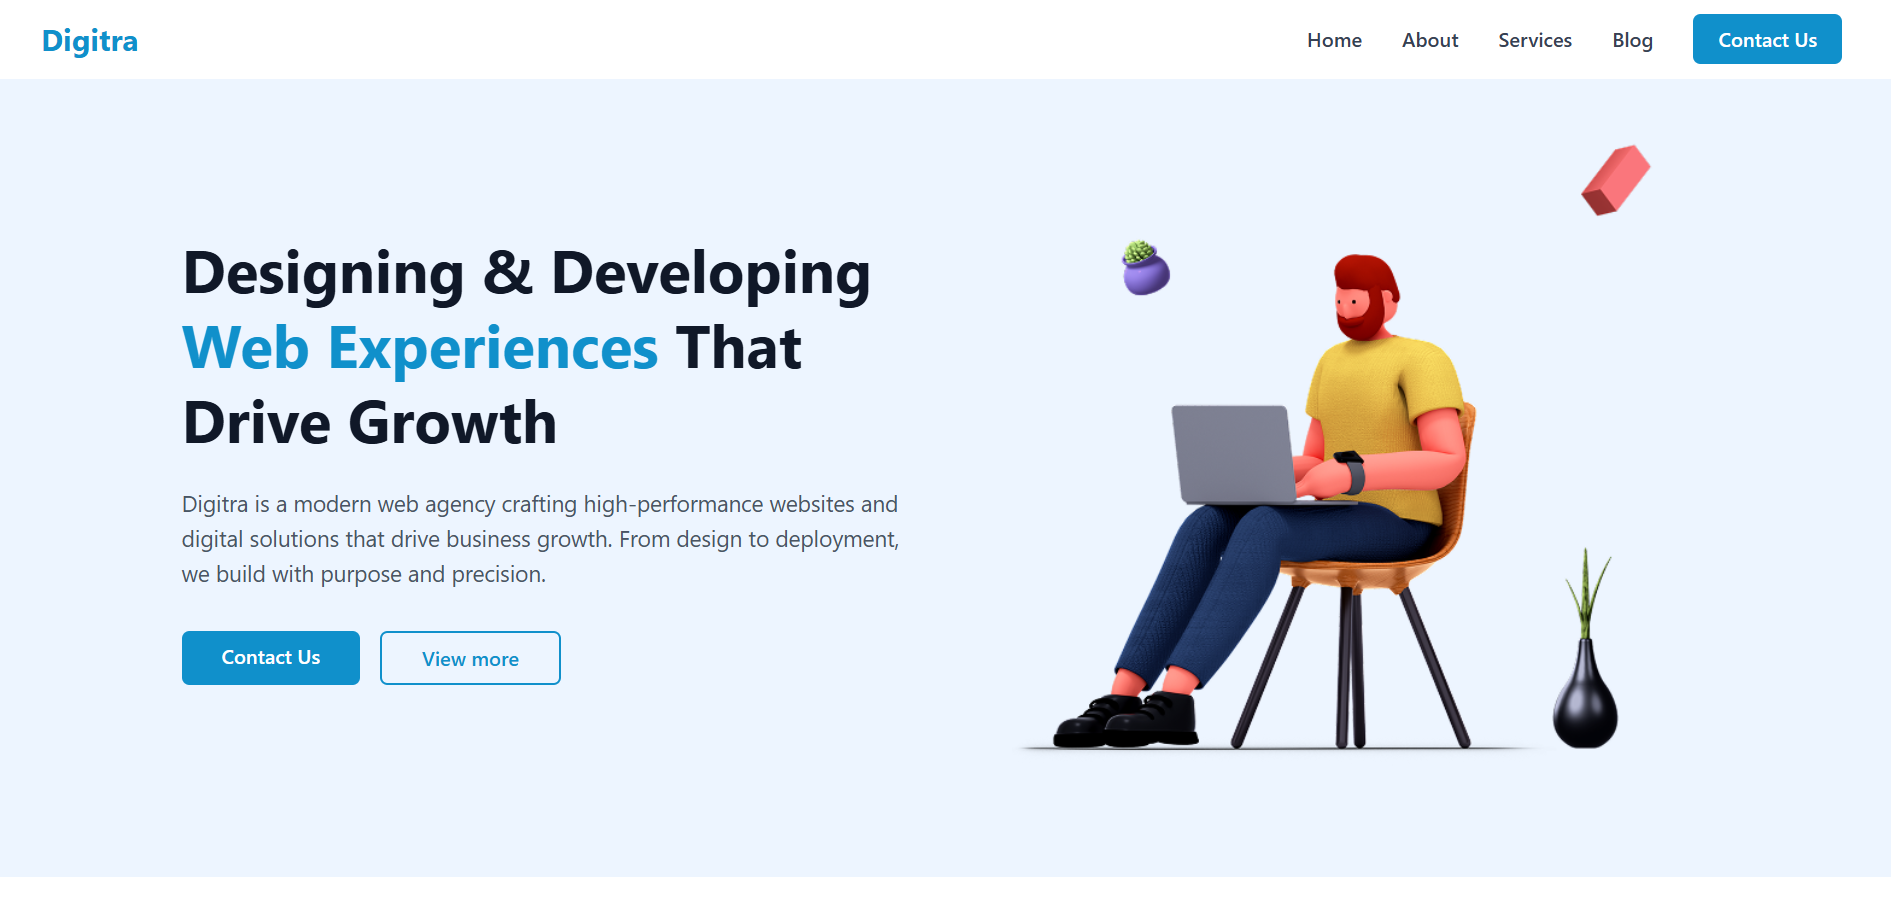 Digitra
Home
About
Services
Blog
Contact Us
Designing & Developing
Web Experiences That
Drive Growth
Digitra is a modern web agency crafting high-performance websites and
digital solutions that drive business growth. From design to deployment,
we build with purpose and precision.
Contact Us
View more